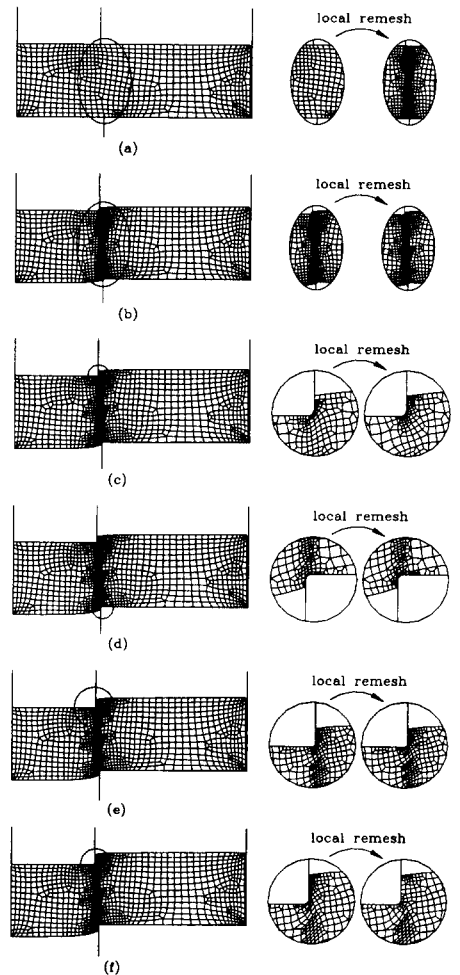 local remesh
(a)
local remesh
(b)
local remesh
(c)
local remesh
(d)
local remesh
(e)
local remesh
(f)